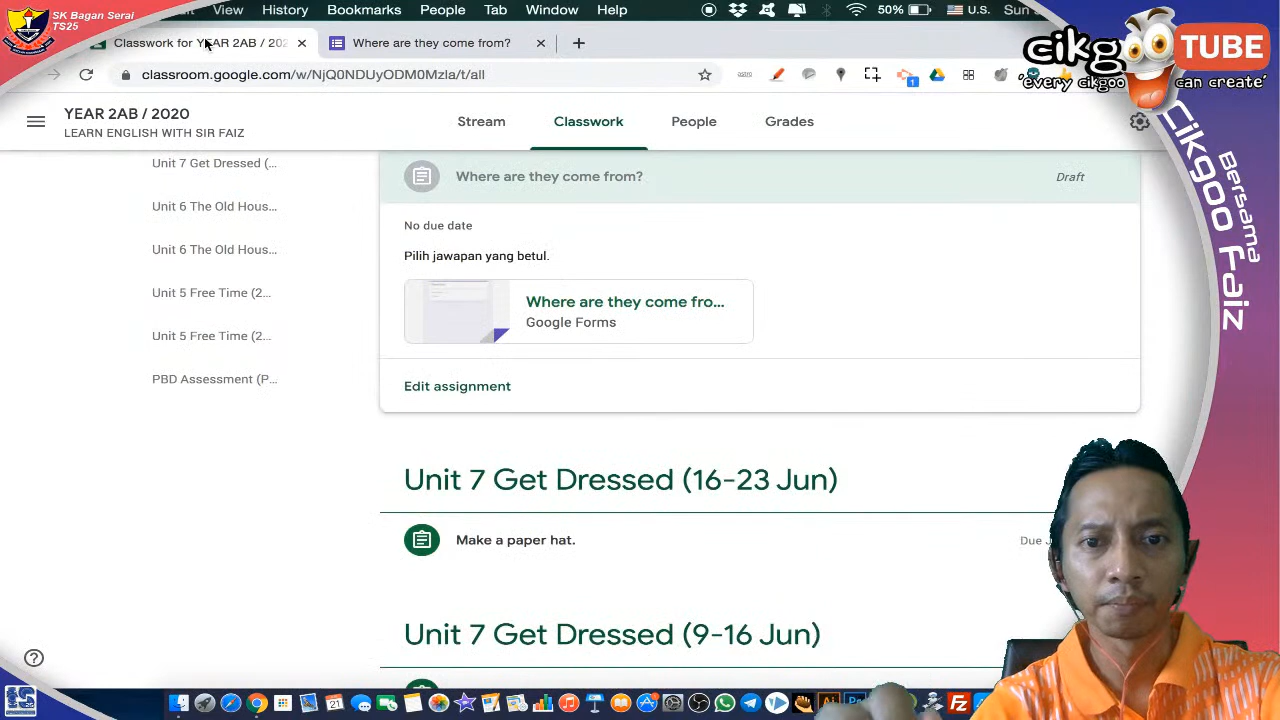 SK Bagan Serai
TS25
View History Bookmarks People Tab Window Help 50% U.S.
Classwork for YEAR 2AB / 202
Where are they come from?
classroom.google.com/w/NjQ0NDUyODM0Mzla/t/all
1
cikgoo TUBE
'every cikgoo can create'
Bersama
Cikgoo Faiz
YEAR 2AB / 2020
LEARN ENGLISH WITH SIR FAIZ
Stream Classwork People Grades
Unit 7 Get Dressed (...
Unit 6 The Old Hous...
Unit 6 The Old Hous...
Unit 5 Free Time (2...
Unit 5 Free Time (2...
PBD Assessment (P...
Where are they come from? Draft
No due date
Pilih jawapan yang betul.
Where are they come fro...
Google Forms
Edit assignment
Unit 7 Get Dressed (16-23 Jun)
Make a paper hat. Due
Unit 7 Get Dressed (9-16 Jun)